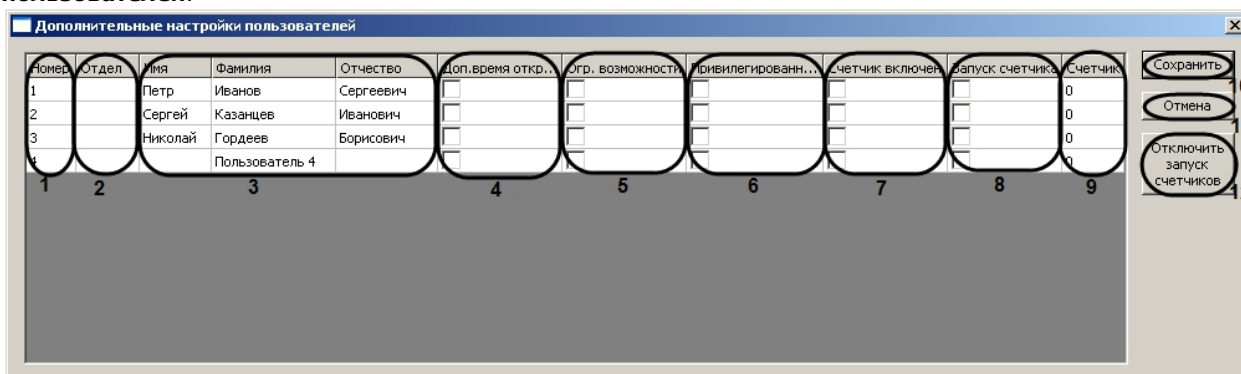 Дополнительные настройки пользователей
Номер Отдел Имя Фамилия Отчество Доп.время откр... Огр. возможности Привилегированн... Счетчик включен Запуск счетчика Счетчик
1 Петр Иванов Сергеевич 0
2 Сергей Казанцев Иванович 0
3 Николай Гордеев Борисович 0
4 Пользователь 4 0
1 2 3 4 5 6 7 8 9
Сохранить
Отмена
Отключить
запуск
счетчиков